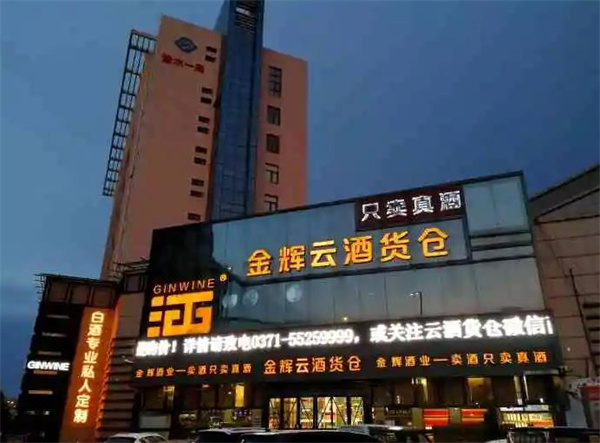 只卖真酒
金辉云酒货仓
GINWINE®
详情请致电0371-55259999，或关注云酒货仓微信
金辉酒业—卖酒只卖真酒 金辉云酒货仓 金辉酒业—卖酒只卖真酒
GINWINE
白酒专业私人定制